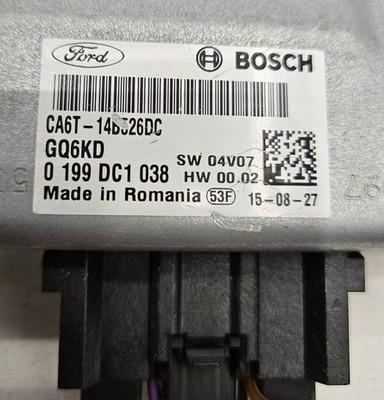 Ford
BOSCH
CA6T-14B526DC
GQ6KD
0 199 DC1 038
SW 04V07
HW 00.02
Made in Romania 53F 15-08-27